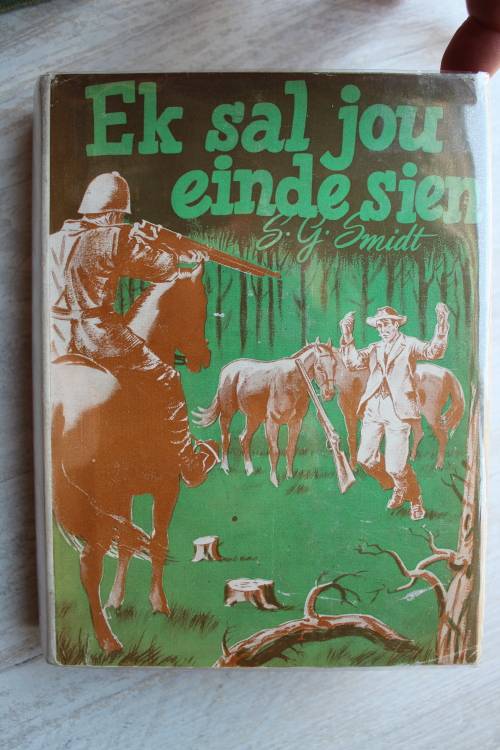 Ek sal jou
einde sien
S. G. Smidt